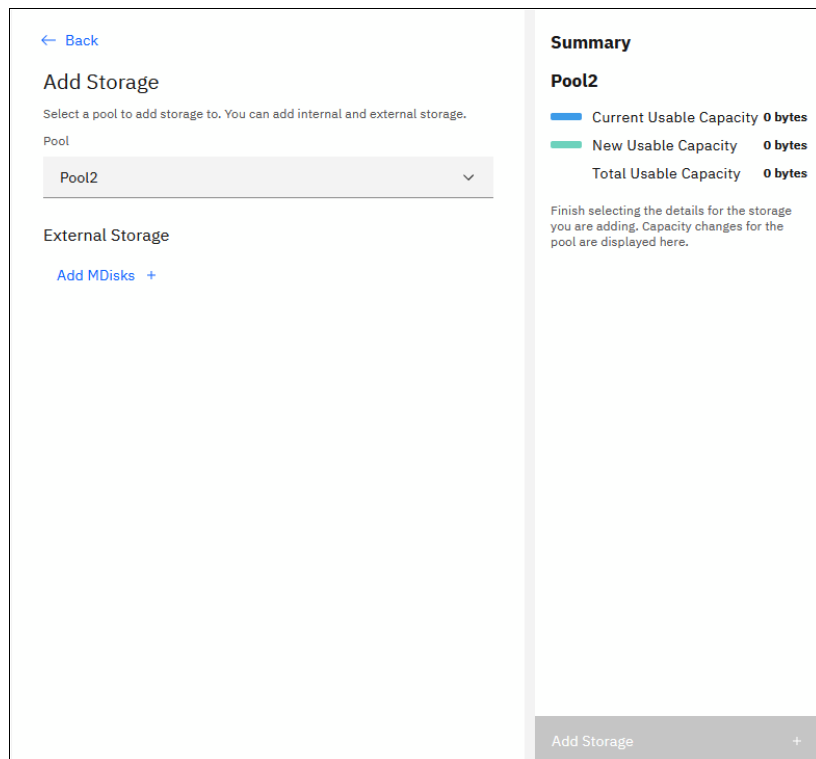 Back
Add Storage
Select a pool to add storage to. You can add internal and external storage.
Pool
Pool2
External Storage
Add MDisks +
Summary
Pool2
Current Usable Capacity 0 bytes
New Usable Capacity 0 bytes
Total Usable Capacity 0 bytes
Finish selecting the details for the storage
you are adding. Capacity changes for the
pool are displayed here.
Add Storage +